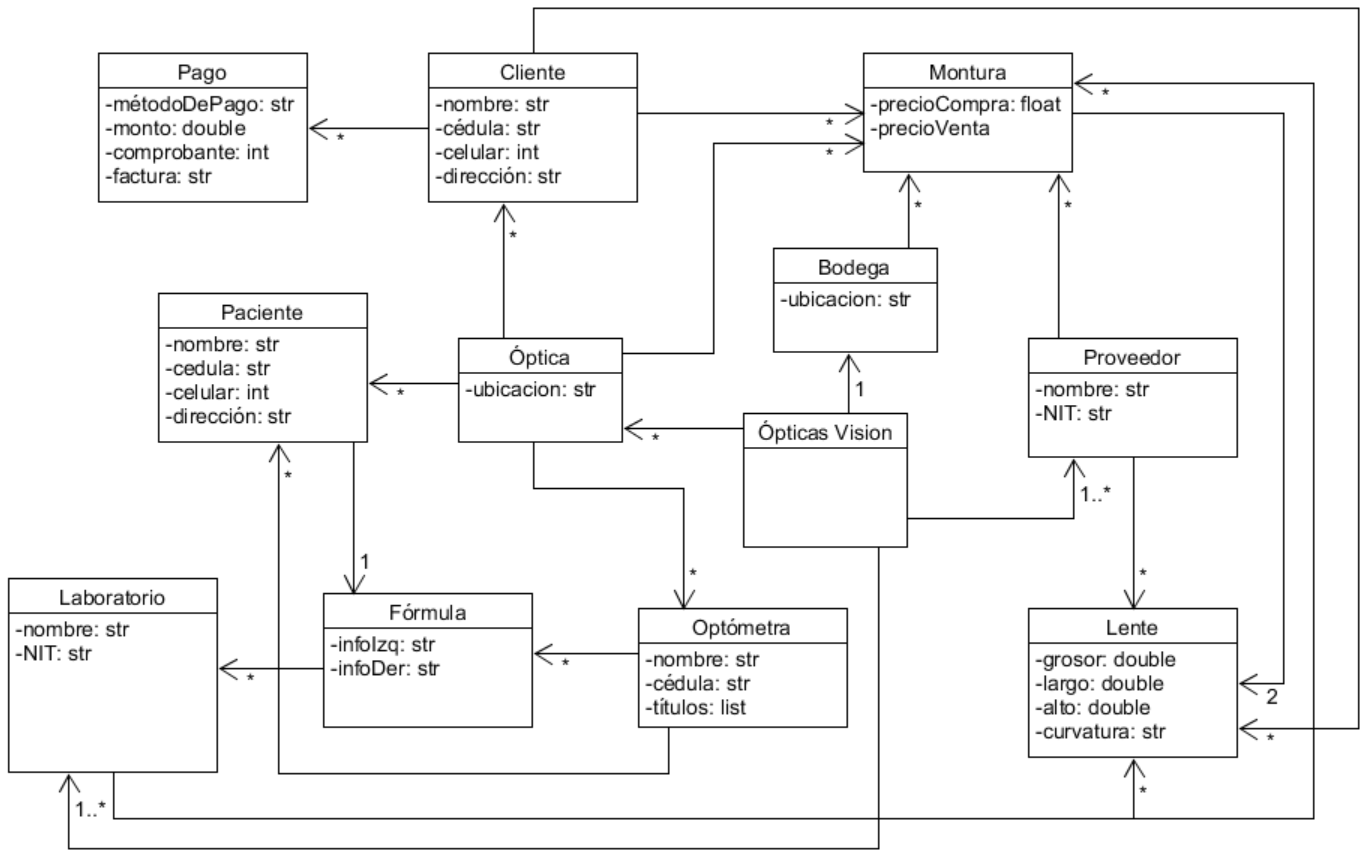 Pago
-métodoDePago: str
-monto: double
-comprobante: int
-factura: str
*
Cliente
-nombre: str
-cédula: str
-celular: int
-dirección: str
*
*
Montura
-precioCompra: float
-precioVenta
*
*
*
*
Bodega
-ubicacion: str
1
Paciente
-nombre: str
-cedula: str
-celular: int
-dirección: str
*
*
Óptica
-ubicacion: str
*
Ópticas Vision
Proveedor
-nombre: str
-NIT: str
1..*
1
*
*
Laboratorio
-nombre: str
-NIT: str
*
1..*
Fórmula
-infoIzq: str
-infoDer: str
*
Optómetra
-nombre: str
-cédula: str
-títulos: list
Lente
-grosor: double
-largo: double
-alto: double
-curvatura: str
2
*
*